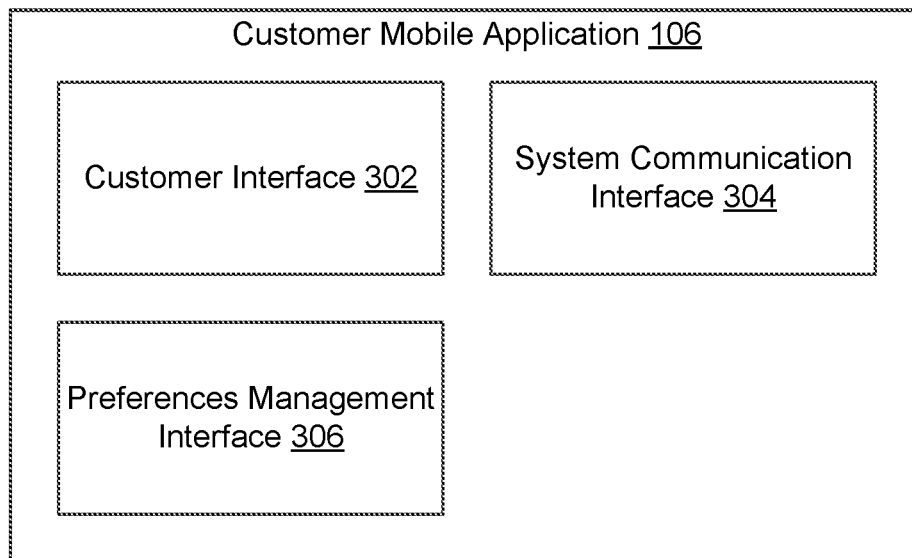 Customer Mobile Application 106
Customer Interface 302
System Communication
Interface 304
Preferences Management
Interface 306